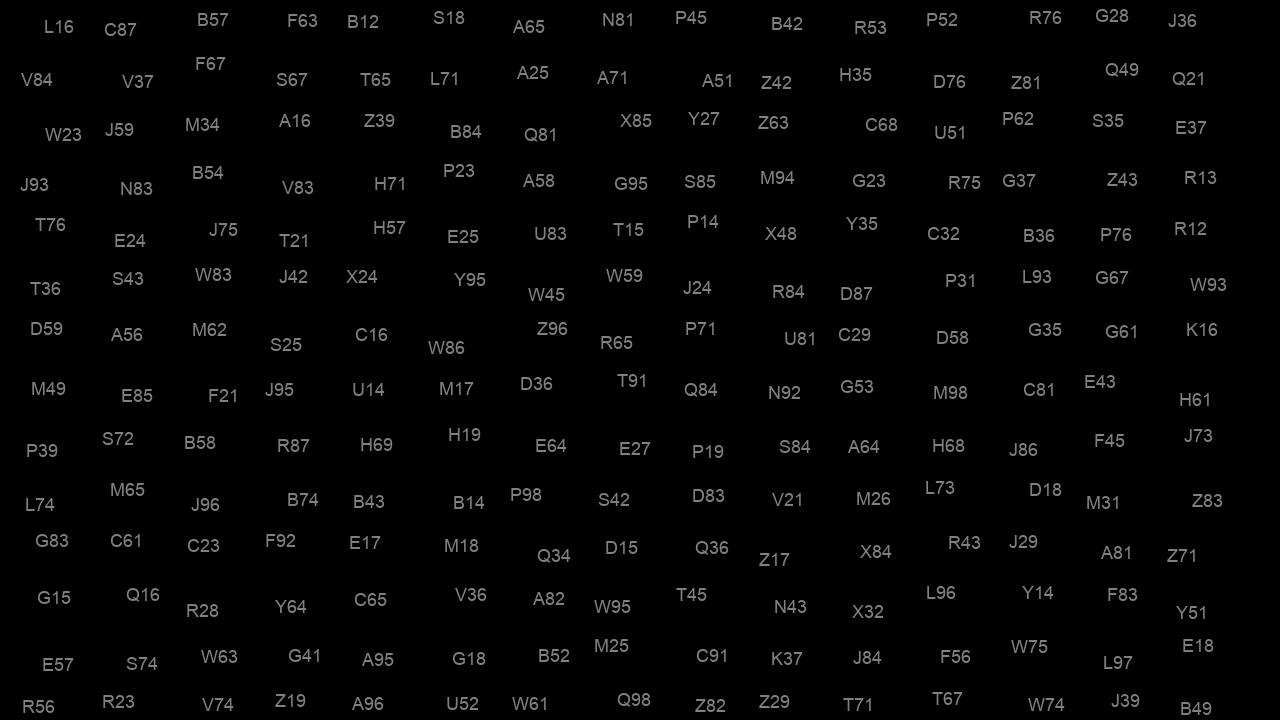 L16 C87 B57 F63 B12 S18 A65 N81 P45 B42 R53 P52 R76 G28 J36
V84 V37 F67 S67 T65 L71 A25 A71 A51 Z42 H35 D76 Z81 Q49 Q21
W23 J59 M34 A16 Z39 B84 Q81 X85 Y27 Z63 C68 U51 P62 S35 E37
J93 N83 B54 V83 H71 P23 A58 G95 S85 M94 G23 R75 G37 Z43 R13
T76 E24 J75 T21 H57 E25 U83 T15 P14 X48 Y35 C32 B36 P76 R12
T36 S43 W83 J42 X24 Y95 W45 W59 J24 R84 D87 P31 L93 G67 W93
D59 A56 M62 S25 C16 W86 Z96 R65 P71 U81 C29 D58 G35 G61 K16
M49 E85 F21 J95 U14 M17 D36 T91 Q84 N92 G53 M98 C81 E43 H61
P39 S72 B58 R87 H69 H19 E64 E27 P19 S84 A64 H68 J86 F45 J73
L74 M65 J96 B74 B43 B14 P98 S42 D83 V21 M26 L73 D18 M31 Z83
G83 C61 C23 F92 E17 M18 Q34 D15 Q36 Z17 X84 R43 J29 A81 Z71
G15 Q16 R28 Y64 C65 V36 A82 W95 T45 N43 X32 L96 Y14 F83 Y51
E57 S74 W63 G41 A95 G18 B52 M25 C91 K37 J84 F56 W75 L97 E18
R56 R23 V74 Z19 A96 U52 W61 Q98 Z82 Z29 T71 T67 W74 J39 B49